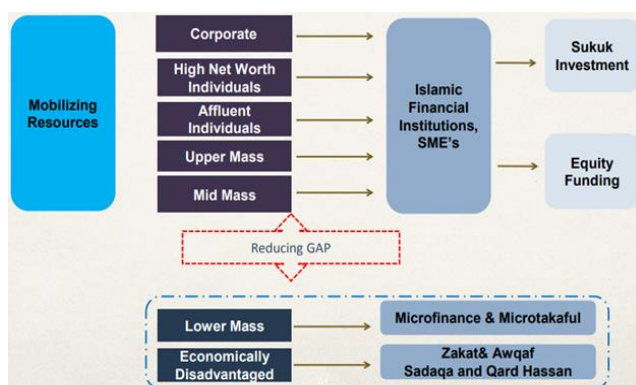 Mobilizing
Resources
Corporate
High Net Worth
Individuals
Affluent
Individuals
Upper Mass
Mid Mass
Islamic
Financial
Institutions,
SME's
Sukuk
Investment
Equity
Funding
Reducing GAP
Lower Mass
Microfinance & Microtakaful
Economically
Disadvantaged
Zakat& Awqaf
Sadaqa and Qard Hassan